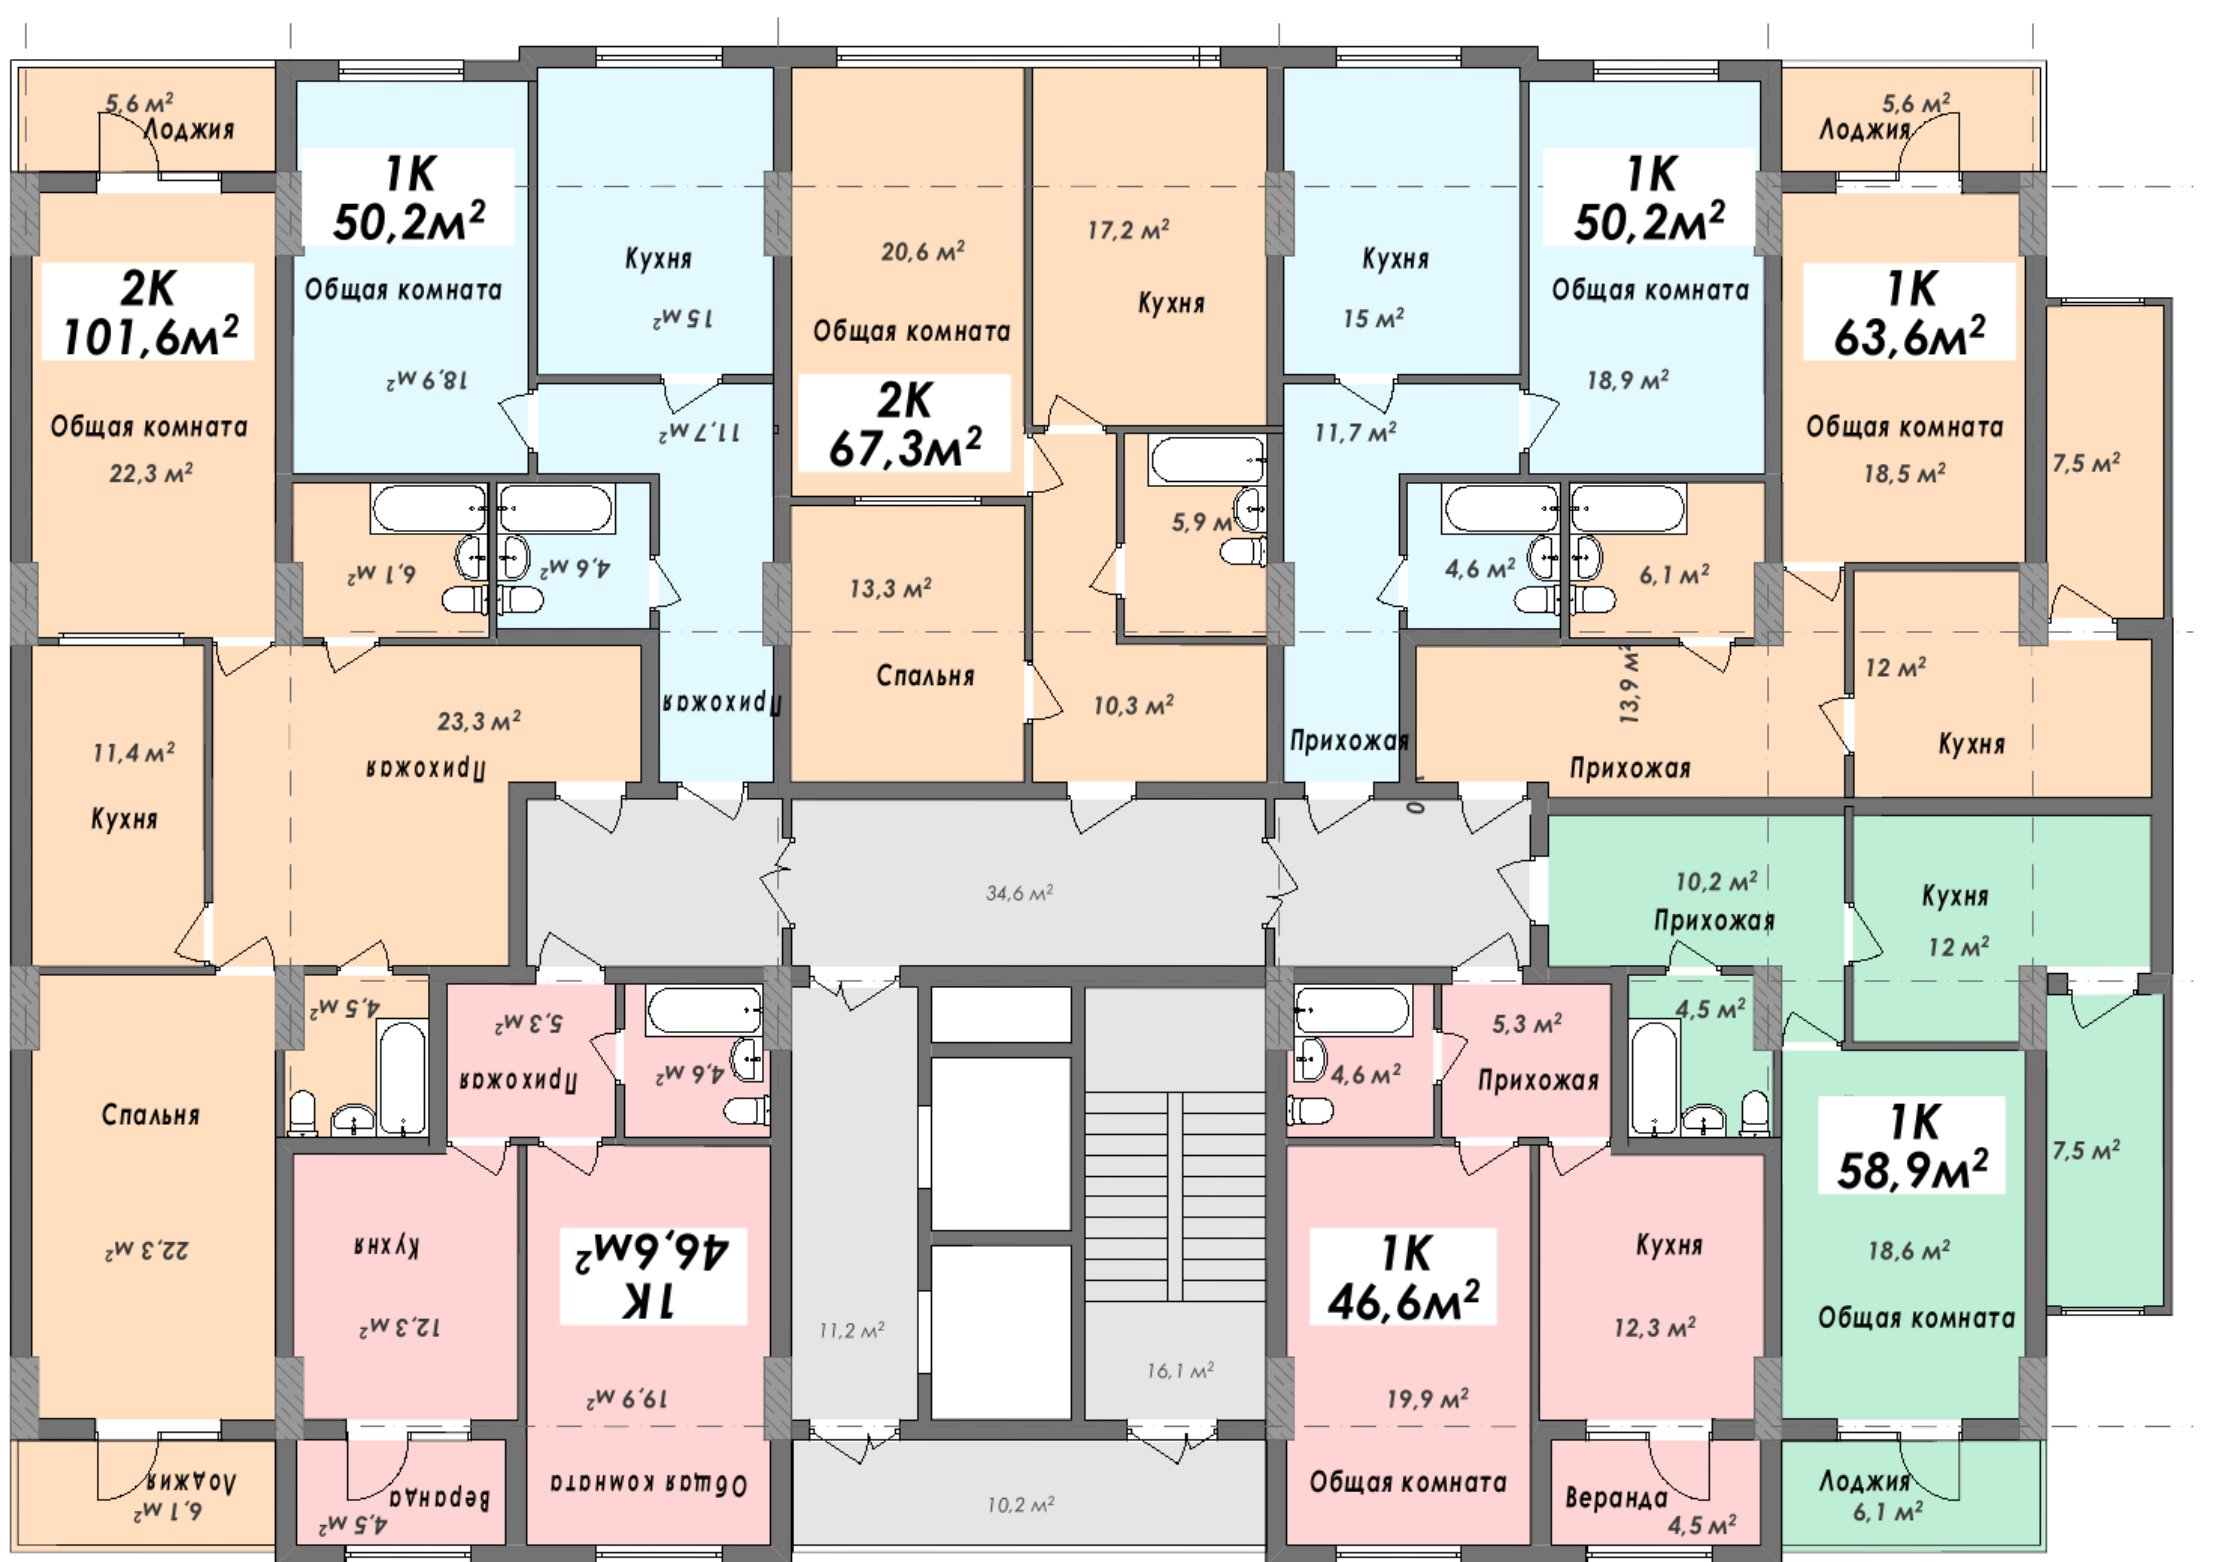 5,6 м²
Лоджия
2К
101,6м²
Общая комната
22,3 м²
1К
50,2м²
Общая комната
18,9 м²
Кухня
15 м²
11,7 м²
20,6 м²
Общая комната
2К
67,3м²
17,2 м²
Кухня
Кухня
15 м²
11,7 м²
1К
50,2м²
Общая комната
18,9 м²
5,6 м²
Лоджия
1К
63,6м²
Общая комната
18,5 м²
7,5 м²
6,1 м²
4,6 м²
13,3 м²
Спальня
5,9 м
10,3 м²
4,6 м²
6,1 м²
12 м²
Кухня
13,9 м²
Прихожая
Прихожая
Прихожая
23,3 м²
Прихожая
11,4 м²
Кухня
34,6 м²
0
10,2 м²
Прихожая
Кухня
12 м²
4,5 м²
Спальня
22,3 м²
5,3 м²
Прихожая
4,6 м²
4,6 м²
5,3 м²
Прихожая
4,5 м²
1К
58,9м²
18,6 м²
Общая комната
7,5 м²
Кухня
12,3 м²
1К
46,6м²
19,9 м²
Общая комната
11,2 м²
16,1 м²
1К
46,6м²
19,9 м²
Общая комната
Кухня
12,3 м²
Лоджия
6,1 м²
Веранда
4,5 м²
10,2 м²
Веранда
4,5 м²
Лоджия
6,1 м²